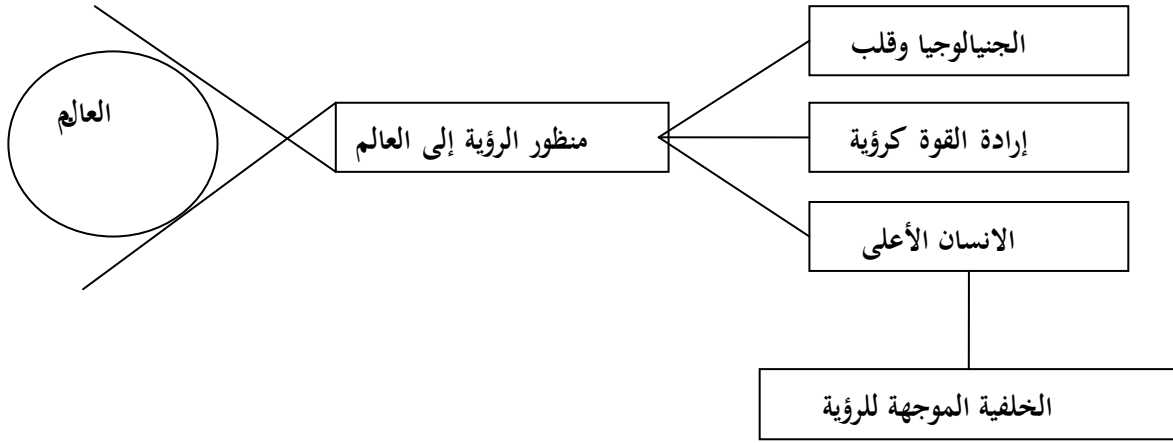 الجنيالوجيا وقلب
العالم
منظور الرؤية إلى العالم
إرادة القوة كرؤية
الانسان الأعلى
الخلفية الموجهة للرؤية